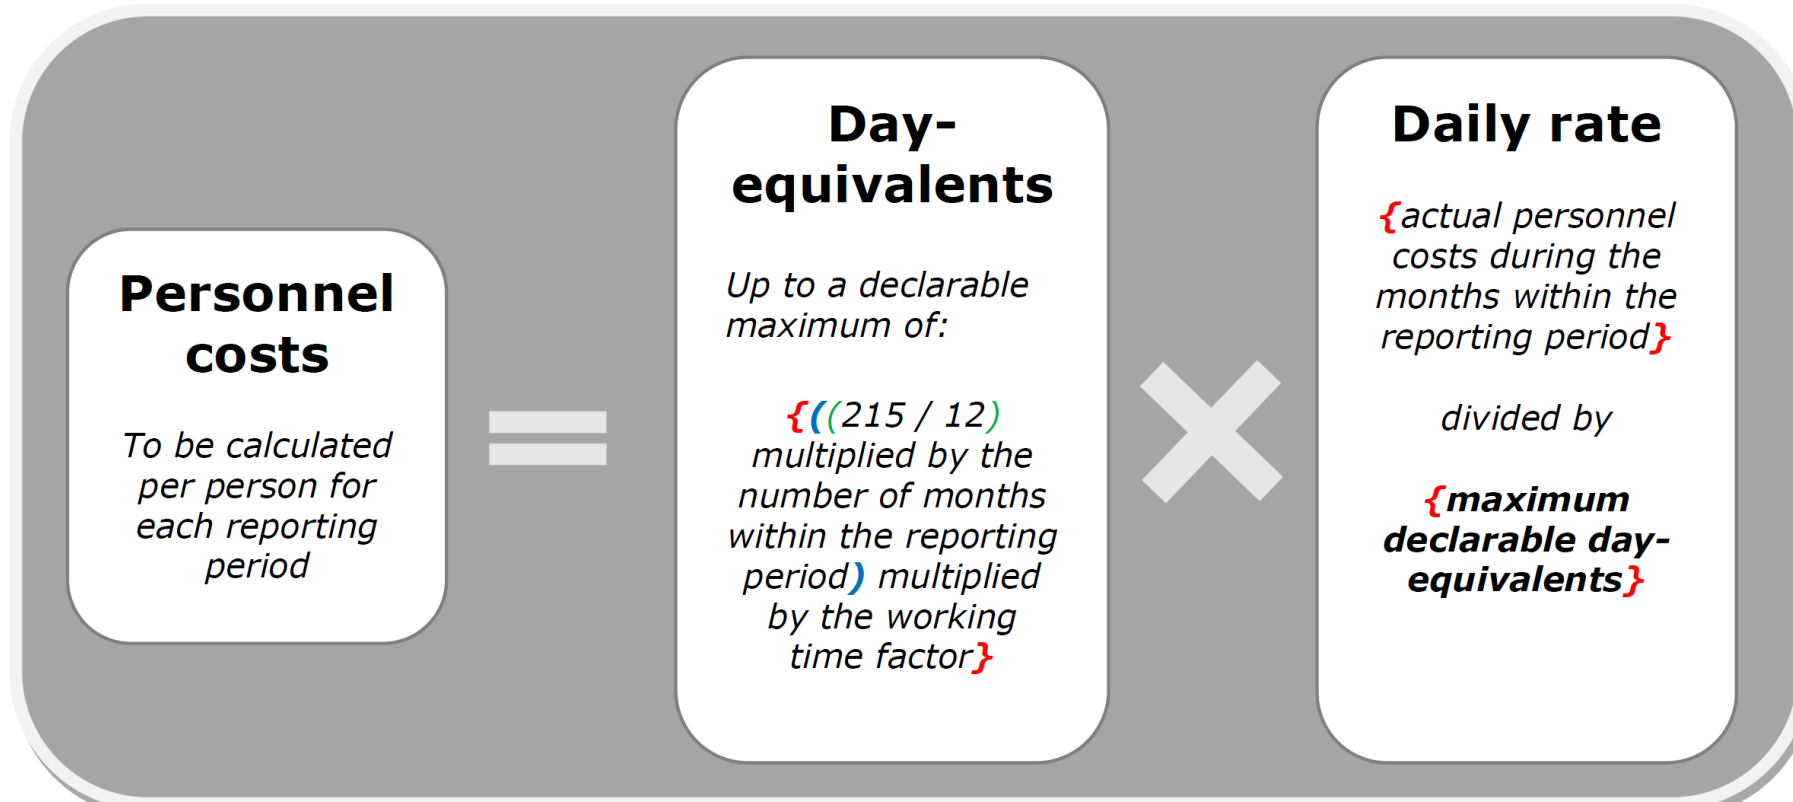 Personnel
costs
To be calculated
per person for
each reporting
period
=
Day-
equivalents
Up to a declarable
maximum of:
{((215 / 12)
multiplied by the
number of months
within the reporting
period) multiplied
by the working
time factor}
×
Daily rate
{actual personnel
costs during the
months within the
reporting period}
divided by
{maximum
declarable day-
equivalents}